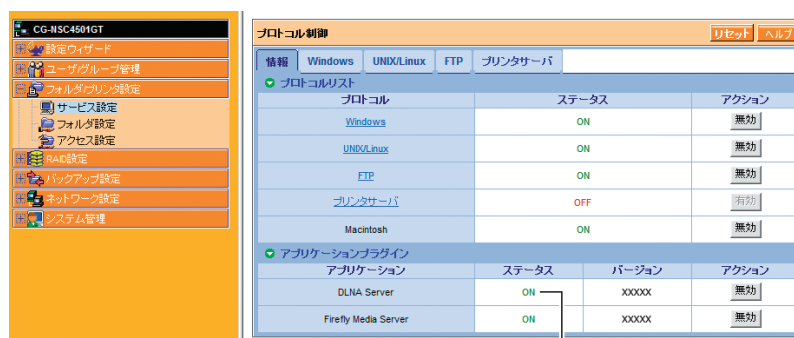 CG-NSC4501GT
設定ウィザード
ユーザ/グループ管理
フォルダ/プリンタ設定
サービス設定
フォルダ設定
アクセス設定
RAID設定
バックアップ設定
ネットワーク設定
システム管理
プロトコル制御 リセット ヘルプ
情報 Windows UNIX/Linux FTP プリンタサーバ
プロトコルリスト
プロトコル ステータス アクション
Windows ON 無効
UNIX/Linux ON 無効
FTP ON 無効
プリンタサーバ OFF 有効
Macintosh ON 無効
アプリケーションプラグイン
アプリケーション ステータス バージョン アクション
DLNA Server ON XXXXX 無効
Firefly Media Server ON XXXXX 無効